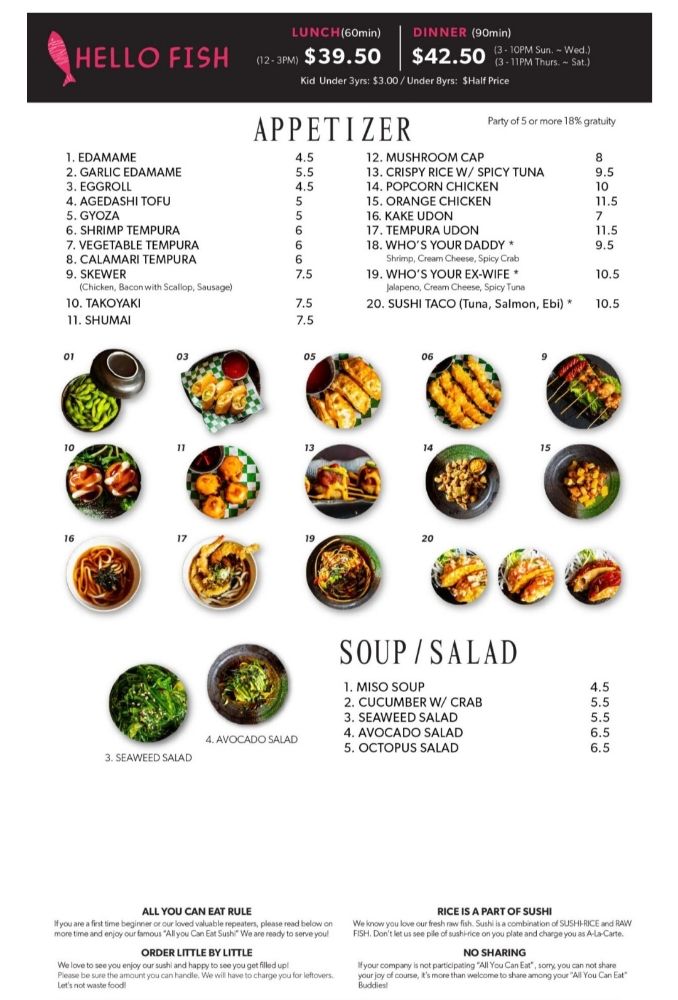 HELLO FISH
LUNCH(60min)
(12 - 3PM) $39.50
DINNER (90min)
$42.50 (3 - 10PM Sun. ~ Wed.)
(3 - 11PM Thurs. ~ Sat.)
Kid Under 3yrs: $3.00 / Under 8yrs: $Half Price
APPETIZER
Party of 5 or more 18% gratuity
1. EDAMAME 4.5
2. GARLIC EDAMAME 5.5
3. EGGROLL 4.5
4. AGEDASHI TOFU 5
5. GYOZA 5
6. SHRIMP TEMPURA 6
7. VEGETABLE TEMPURA 6
8. CALAMARI TEMPURA 6
9. SKEWER 7.5
(Chicken, Bacon with Scallop, Sausage)
10. TAKOYAKI 7.5
11. SHUMAI 7.5
12. MUSHROOM CAP 8
13. CRISPY RICE W/ SPICY TUNA 9.5
14. POPCORN CHICKEN 10
15. ORANGE CHICKEN 11.5
16. KAKE UDON 7
17. TEMPURA UDON 11.5
18. WHO'S YOUR DADDY * 9.5
Shrimp, Cream Cheese, Spicy Crab
19. WHO'S YOUR EX-WIFE * 10.5
Jalapeno, Cream Cheese, Spicy Tuna
20. SUSHI TACO (Tuna, Salmon, Ebi) * 10.5
01 03 05 06 9
10 11 13 14 15
16 17 19 20
SOUP / SALAD
1. MISO SOUP 4.5
2. CUCUMBER W/ CRAB 5.5
3. SEAWEED SALAD 5.5
4. AVOCADO SALAD 6.5
5. OCTOPUS SALAD 6.5
4. AVOCADO SALAD
3. SEAWEED SALAD
ALL YOU CAN EAT RULE
If you are a first time beginner or our loved valuable repeaters, please read below on
more time and enjoy our famous "All you Can Eat Sushi" We are ready to serve you!
ORDER LITTLE BY LITTLE
We love to see you enjoy our sushi and happy to see you get filled up!
Please be sure the amount you can handle. We will have to charge you for leftovers.
Let's not waste food!
RICE IS A PART OF SUSHI
We know you love our fresh raw fish. Sushi is a combination of SUSHI-RICE and RAW
FISH. Don't let us see pile of sushi-rice on you plate and charge you as A-La-Carte.
NO SHARING
If your company is not participating "All You Can Eat", sorry, you can not share
your joy of course, it's more than welcome to share among your "All You Can Eat"
Buddies!